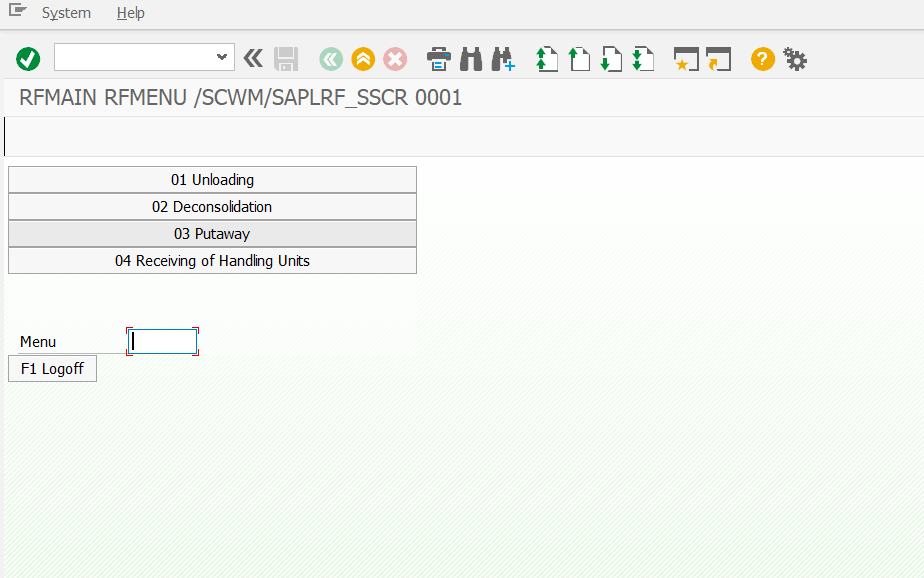 System Help
RFMAIN RFMENU /SCWM/SAPLRF_SSCR 0001
01 Unloading
02 Deconsolidation
03 Putaway
04 Receiving of Handling Units
Menu
F1 Logoff